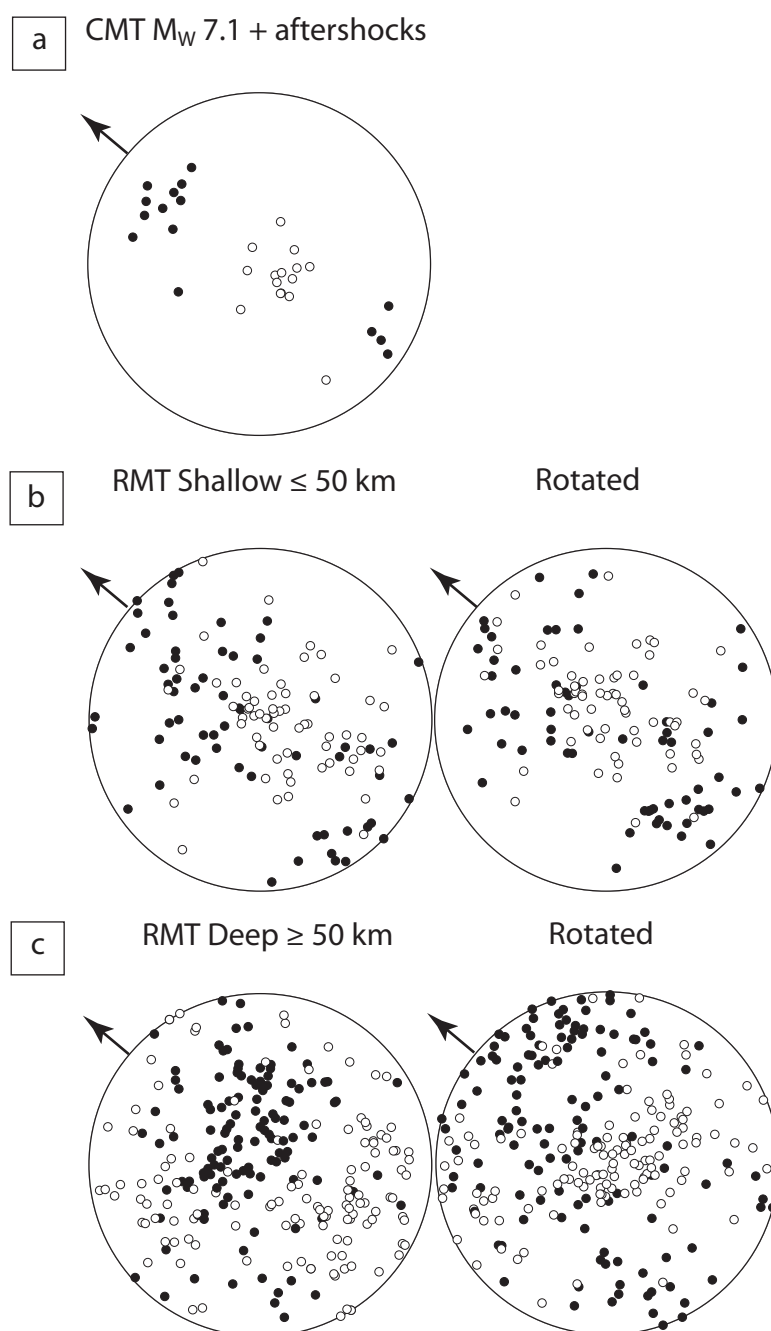 a CMT MW 7.1 + aftershocks
b RMT Shallow ≤ 50 km Rotated
c RMT Deep ≥ 50 km Rotated